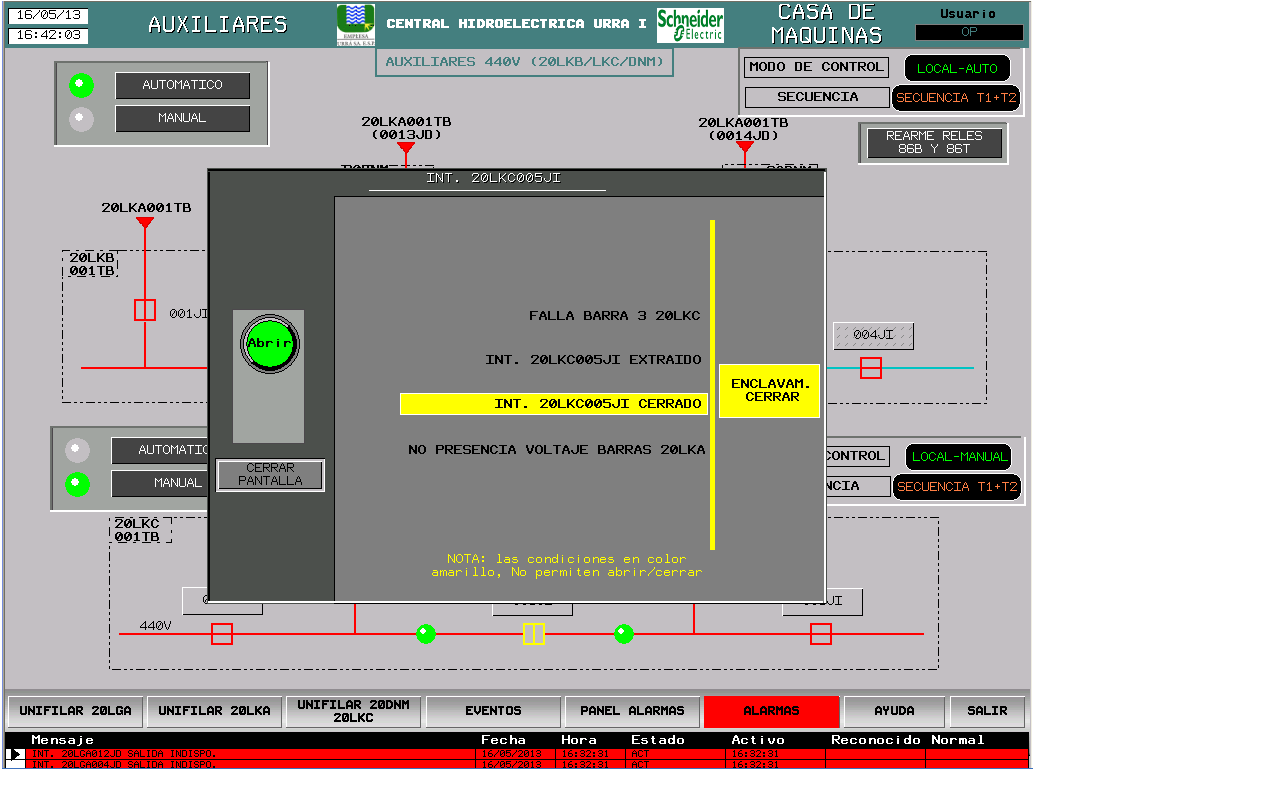 16/05/13
16:42:03
AUXILIARES
EMPRESA
URRA S.A. E.S.P.
CENTRAL HIDROELECTRICA URRA I
Schneider
Electric
CASA DE
MAQUINAS
Usuario
OP
AUXILIARES 440V (20LKB/LKC/DNM)
AUTOMATICO
MANUAL
MODO DE CONTROL
LOCAL-AUTO
SECUENCIA
SECUENCIA T1+T2
20LKA001TB
(0013JD)
20LKA001TB
(0014JD)
REARME RELES
86B Y 86T
INT. 20LKC005JI
20LKA001TB
20LKB
001TB
001JI
Abrir
FALLA BARRA 3 20LKC
INT. 20LKC005JI EXTRAIDO
INT. 20LKC005JI CERRADO
NO PRESENCIA VOLTAJE BARRAS 20LKA
ENCLAVAM.
CERRAR
004JI
CERRAR
PANTALLA
AUTOMATIC
MANUAL
CONTROL
LOCAL-MANUAL
NCIA
SECUENCIA T1+T2
20LKC
001TB
NOTA: las condiciones en color
amarillo, No permiten abrir/cerrar
JI
440V
UNIFILAR 20LGA
UNIFILAR 20LKA
UNIFILAR 20DNM
20LKC
EVENTOS
PANEL ALARMAS
ALARMAS
AYUDA
SALIR
Mensaje Fecha Hora Estado Activo Reconocido Normal
INT. 20LGA012JD SALIDA INDISPO. 16/05/2013 16:32:31 ACT 16:32:31
INT. 20LGA004JD SALIDA INDISPO. 16/05/2013 16:32:31 ACT 16:32:31